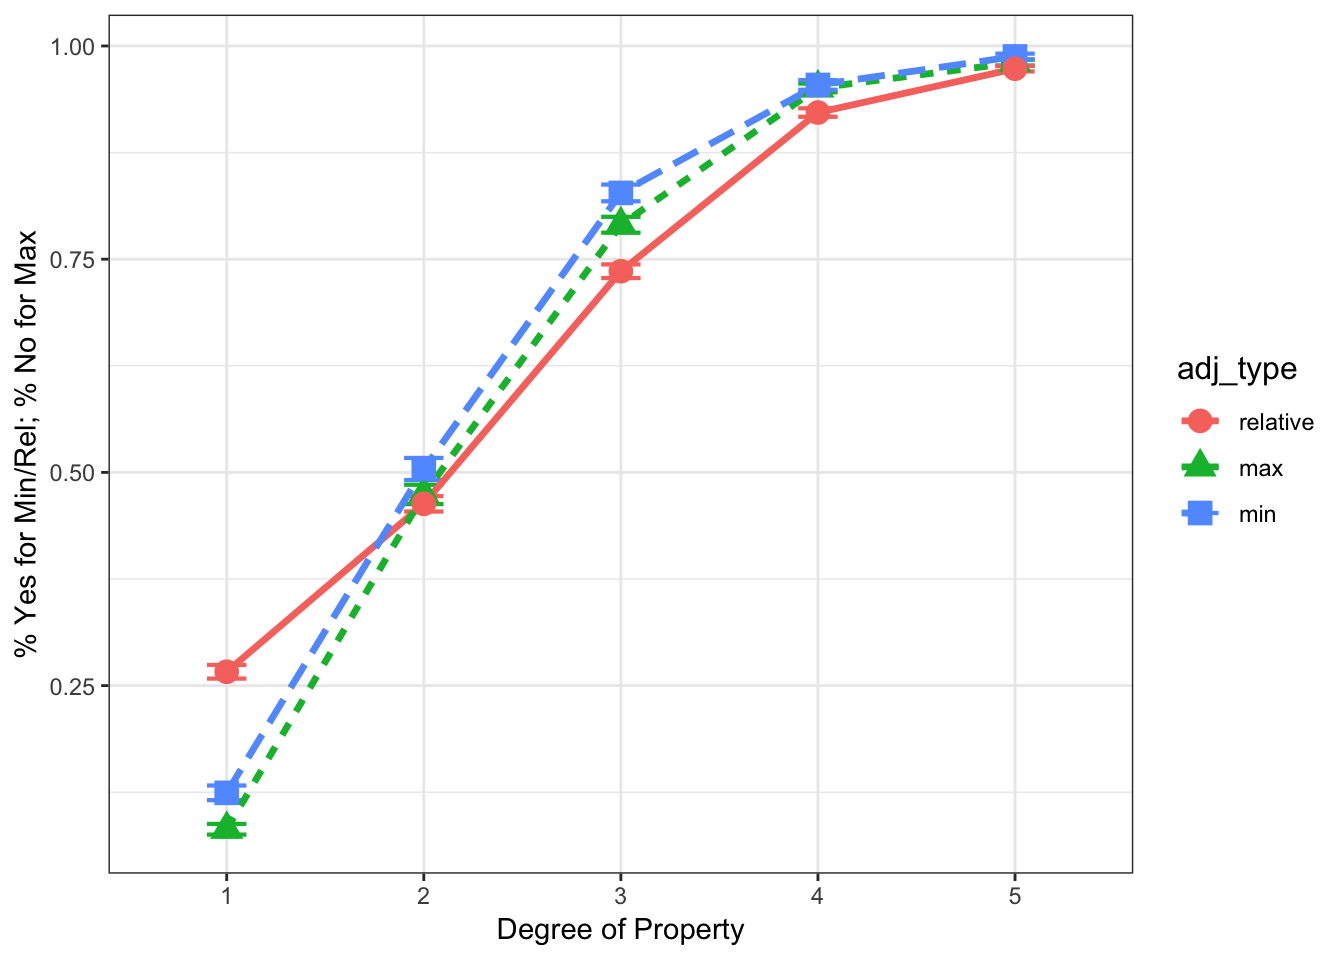 % Yes for Min/Rel; % No for Max
1.00
0.75
0.50
0.25
1 2 3 4 5
Degree of Property
adj_type
relative
max
min